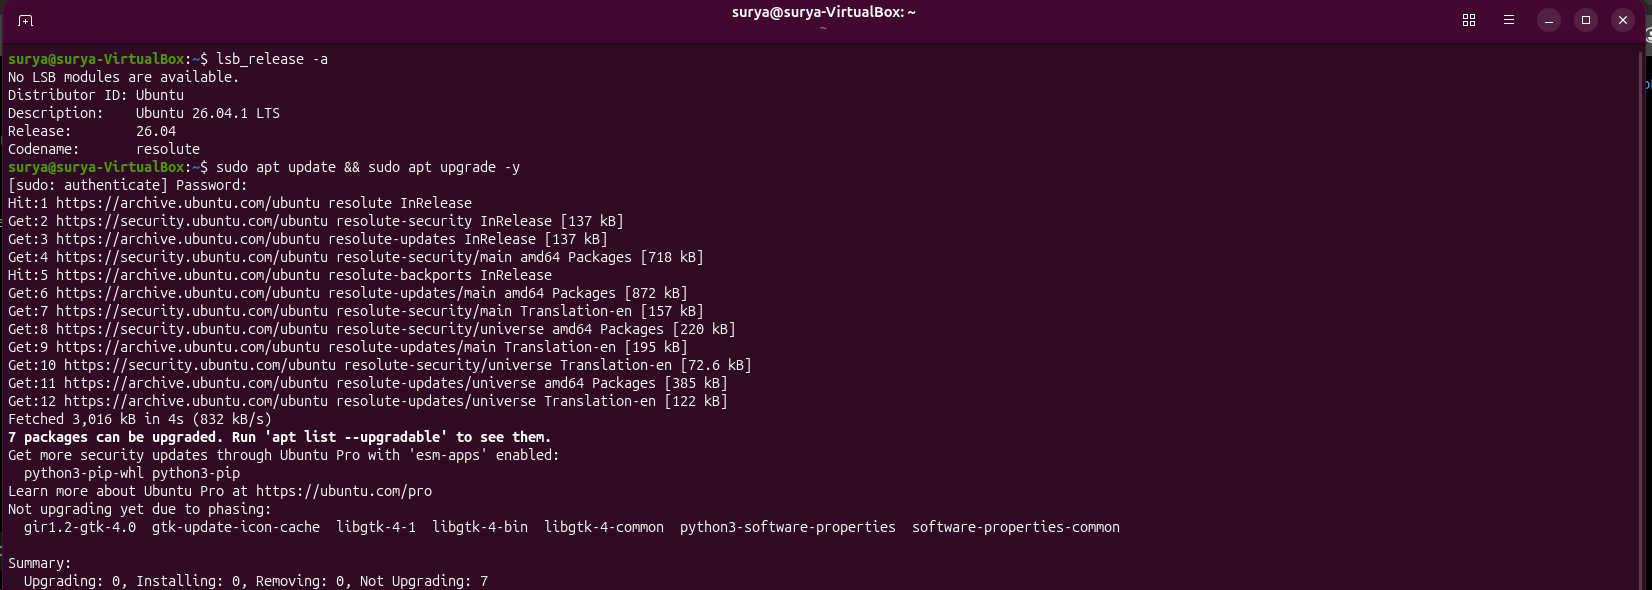 surya@surya-VirtualBox: ~
~
surya@surya-VirtualBox:~$ lsb_release -a
No LSB modules are available.
Distributor ID: Ubuntu
Description:    Ubuntu 26.04.1 LTS
Release:        26.04
Codename:       resolute
surya@surya-VirtualBox:~$ sudo apt update && sudo apt upgrade -y
[sudo: authenticate] Password:
Hit:1 https://archive.ubuntu.com/ubuntu resolute InRelease
Get:2 https://security.ubuntu.com/ubuntu resolute-security InRelease [137 kB]
Get:3 https://archive.ubuntu.com/ubuntu resolute-updates InRelease [137 kB]
Get:4 https://security.ubuntu.com/ubuntu resolute-security/main amd64 Packages [718 kB]
Hit:5 https://archive.ubuntu.com/ubuntu resolute-backports InRelease
Get:6 https://archive.ubuntu.com/ubuntu resolute-updates/main amd64 Packages [872 kB]
Get:7 https://security.ubuntu.com/ubuntu resolute-security/main Translation-en [157 kB]
Get:8 https://security.ubuntu.com/ubuntu resolute-security/universe amd64 Packages [220 kB]
Get:9 https://archive.ubuntu.com/ubuntu resolute-updates/main Translation-en [195 kB]
Get:10 https://security.ubuntu.com/ubuntu resolute-security/universe Translation-en [72.6 kB]
Get:11 https://archive.ubuntu.com/ubuntu resolute-updates/universe amd64 Packages [385 kB]
Get:12 https://archive.ubuntu.com/ubuntu resolute-updates/universe Translation-en [122 kB]
Fetched 3,016 kB in 4s (832 kB/s)
7 packages can be upgraded. Run 'apt list --upgradable' to see them.
Get more security updates through Ubuntu Pro with 'esm-apps' enabled:
  python3-pip-whl python3-pip
Learn more about Ubuntu Pro at https://ubuntu.com/pro
Not upgrading yet due to phasing:
  gir1.2-gtk-4.0  gtk-update-icon-cache  libgtk-4-1  libgtk-4-bin  libgtk-4-common  python3-software-properties  software-properties-common
Summary:
  Upgrading: 0, Installing: 0, Removing: 0, Not Upgrading: 7